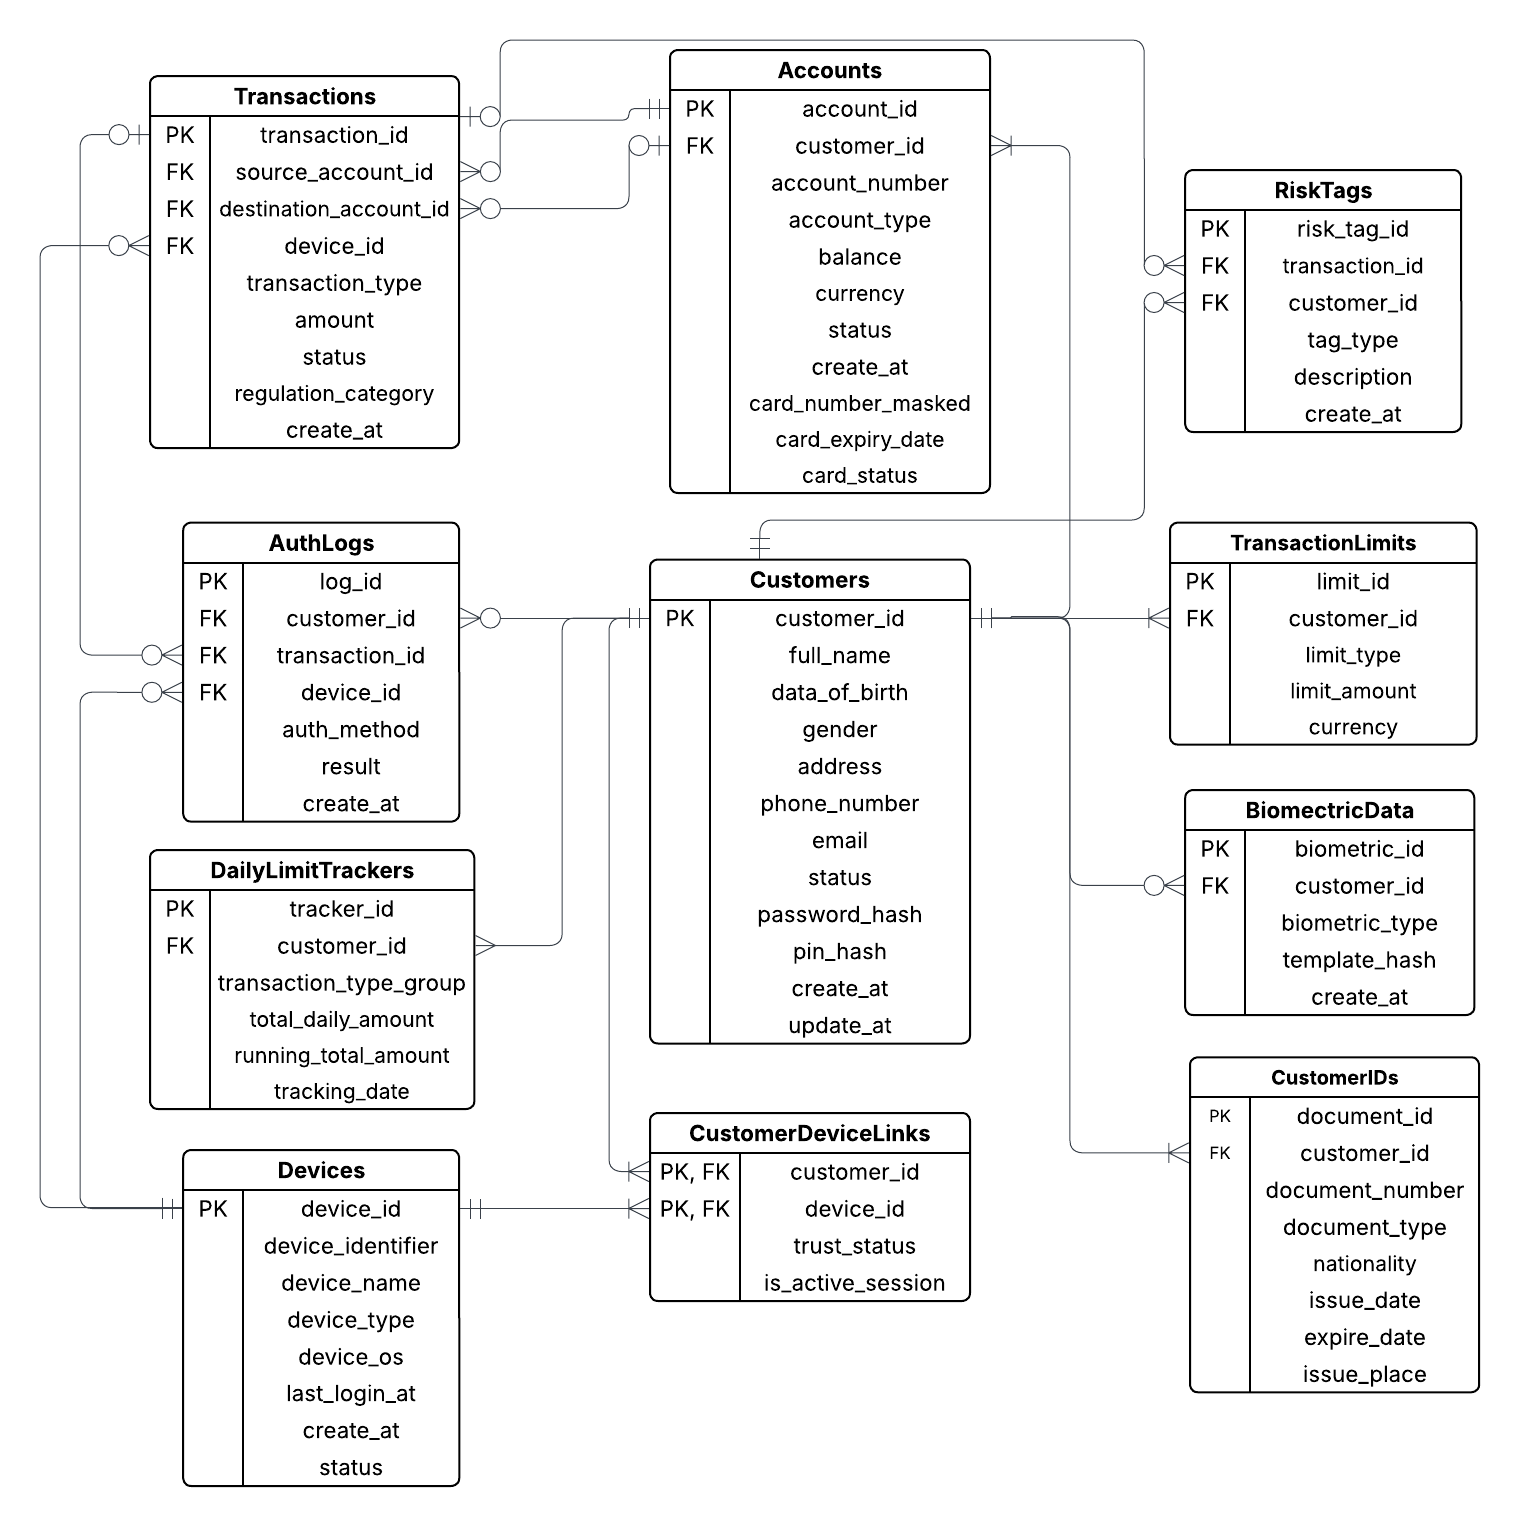 Transactions
PK transaction_id
FK source_account_id
FK destination_account_id
FK device_id
transaction_type
amount
status
regulation_category
create_at
Accounts
PK account_id
FK customer_id
account_number
account_type
balance
currency
status
create_at
card_number_masked
card_expiry_date
card_status
RiskTags
PK risk_tag_id
FK transaction_id
FK customer_id
tag_type
description
create_at
AuthLogs
PK log_id
FK customer_id
FK transaction_id
FK device_id
auth_method
result
create_at
Customers
PK customer_id
full_name
data_of_birth
gender
address
phone_number
email
status
password_hash
pin_hash
create_at
update_at
TransactionLimits
PK limit_id
FK customer_id
limit_type
limit_amount
currency
DailyLimitTrackers
PK tracker_id
FK customer_id
transaction_type_group
total_daily_amount
running_total_amount
tracking_date
BiomectricData
PK biometric_id
FK customer_id
biometric_type
template_hash
create_at
Devices
PK device_id
device_identifier
device_name
device_type
device_os
last_login_at
create_at
status
CustomerDeviceLinks
PK, FK customer_id
PK, FK device_id
trust_status
is_active_session
CustomerIDs
PK document_id
FK customer_id
document_number
document_type
nationality
issue_date
expire_date
issue_place